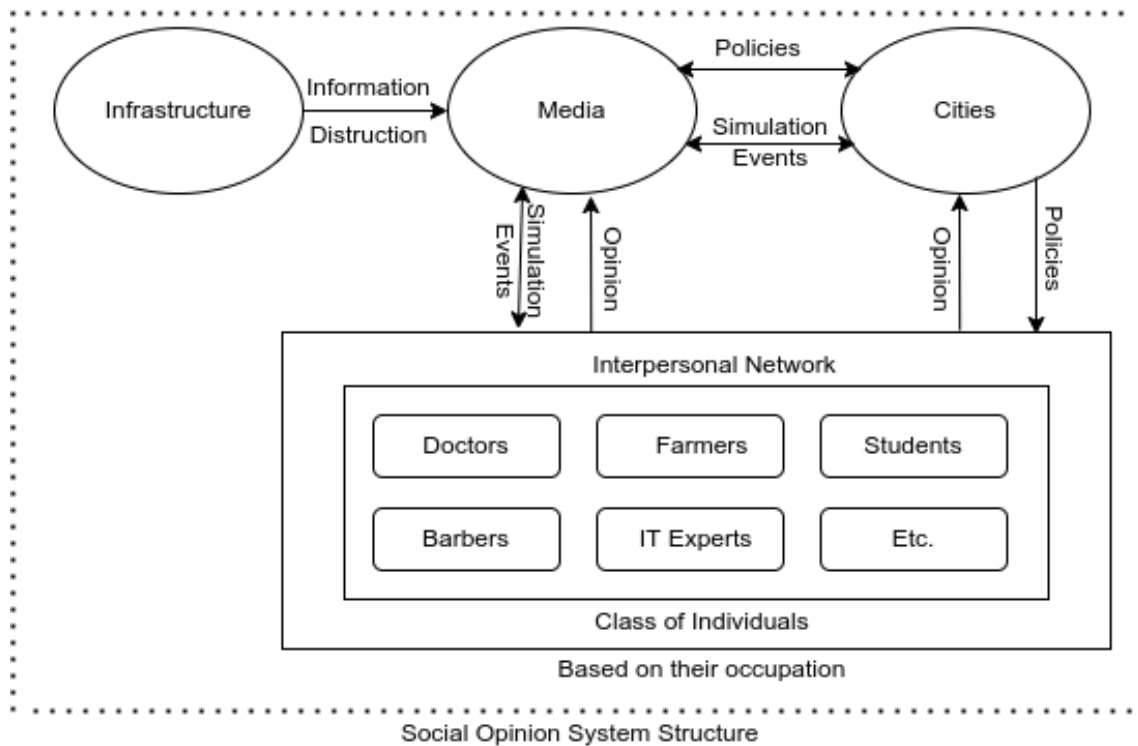 Infrastructure
Information
Distruction
Media
Policies
Simulation
Events
Cities
Simulation
Events
Opinion
Opinion
Policies
Interpersonal Network
Doctors
Farmers
Students
Barbers
IT Experts
Etc.
Class of Individuals
Based on their occupation
Social Opinion System Structure